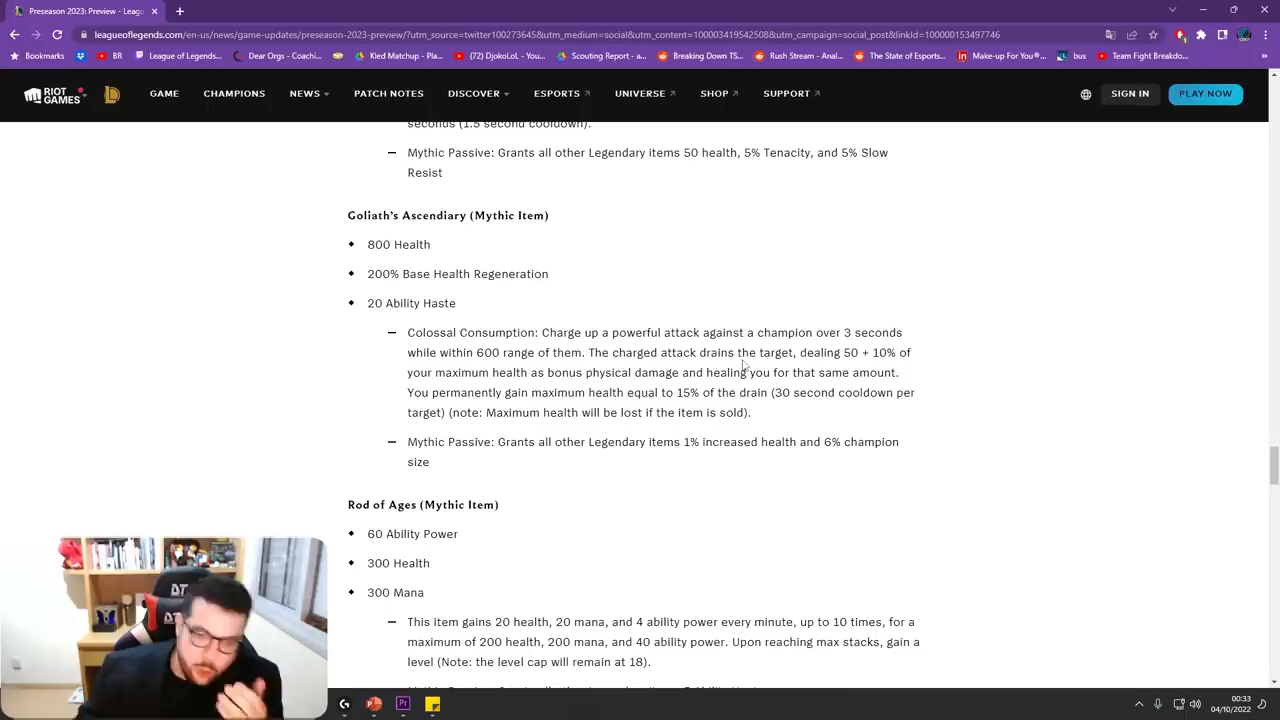 Preseason 2023: Preview - Leagu
leagueoflegends.com/en-us/news/game-updates/preseason-2023-preview/?utm_source=twitter100273645&utm_medium=social&utm_content=100003419542508&utm_campaign=social_post&linkId=100000153497746
Bookmarks BR League of Legends... Dear Orgs - Coachi... Kled Matchup - Pla... (72) DjokoLoL - You... Scouting Report - a... Breaking Down TS... Rush Stream - Anal... The State of Esports... Make-up For You®... bus Team Fight Breakdo...
RIOT GAMES GAME CHAMPIONS NEWS PATCH NOTES DISCOVER ESPORTS UNIVERSE SHOP SUPPORT SIGN IN PLAY NOW
seconds (1.5 second cooldown).
Mythic Passive: Grants all other Legendary items 50 health, 5% Tenacity, and 5% Slow
Resist
Goliath's Ascendiary (Mythic Item)
800 Health
200% Base Health Regeneration
20 Ability Haste
Colossal Consumption: Charge up a powerful attack against a champion over 3 seconds
while within 600 range of them. The charged attack drains the target, dealing 50 + 10% of
your maximum health as bonus physical damage and healing you for that same amount.
You permanently gain maximum health equal to 15% of the drain (30 second cooldown per
target) (note: Maximum health will be lost if the item is sold).
Mythic Passive: Grants all other Legendary items 1% increased health and 6% champion
size
Rod of Ages (Mythic Item)
60 Ability Power
300 Health
300 Mana
This item gains 20 health, 20 mana, and 4 ability power every minute, up to 10 times, for a
maximum of 200 health, 200 mana, and 40 ability power. Upon reaching max stacks, gain a
level (Note: the level cap will remain at 18).
00:33
04/10/2022